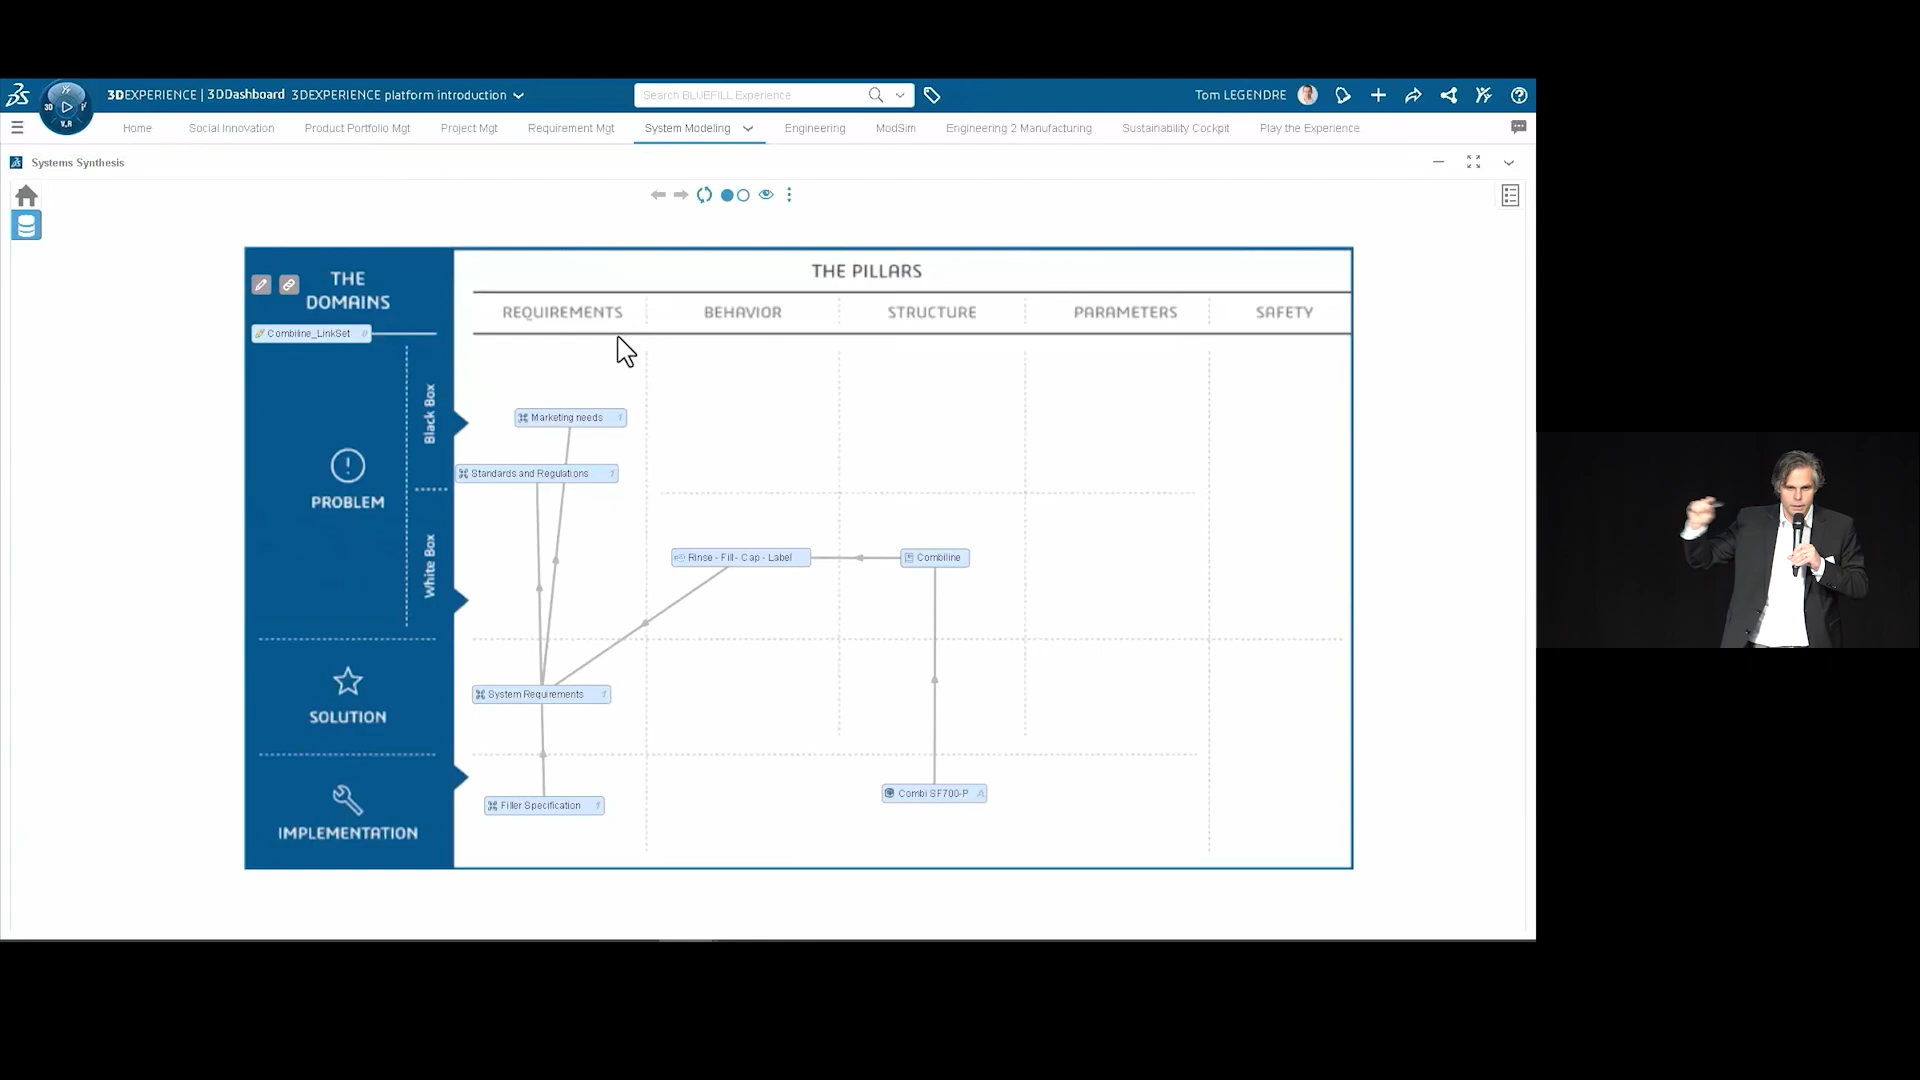 3DEXPERIENCE | 3DDashboard 3DEXPERIENCE platform introduction
Search BLUEFILL Experience
Tom LEGENDRE
3D
V.R
Home Social Innovation Product Portfolio Mgt Project Mgt Requirement Mgt System Modeling Engineering ModSim Engineering 2 Manufacturing Sustainability Cockpit Play the Experience
Systems Synthesis
THE DOMAINS
THE PILLARS
REQUIREMENTS BEHAVIOR STRUCTURE PARAMETERS SAFETY
Combiline_LinkSet
Black Box
Marketing needs
Standards and Regulations
PROBLEM
White Box
Rinse - Fill - Cap - Label
Combiline
System Requirements
SOLUTION
Combi SF700-P A
Filler Specification
IMPLEMENTATION